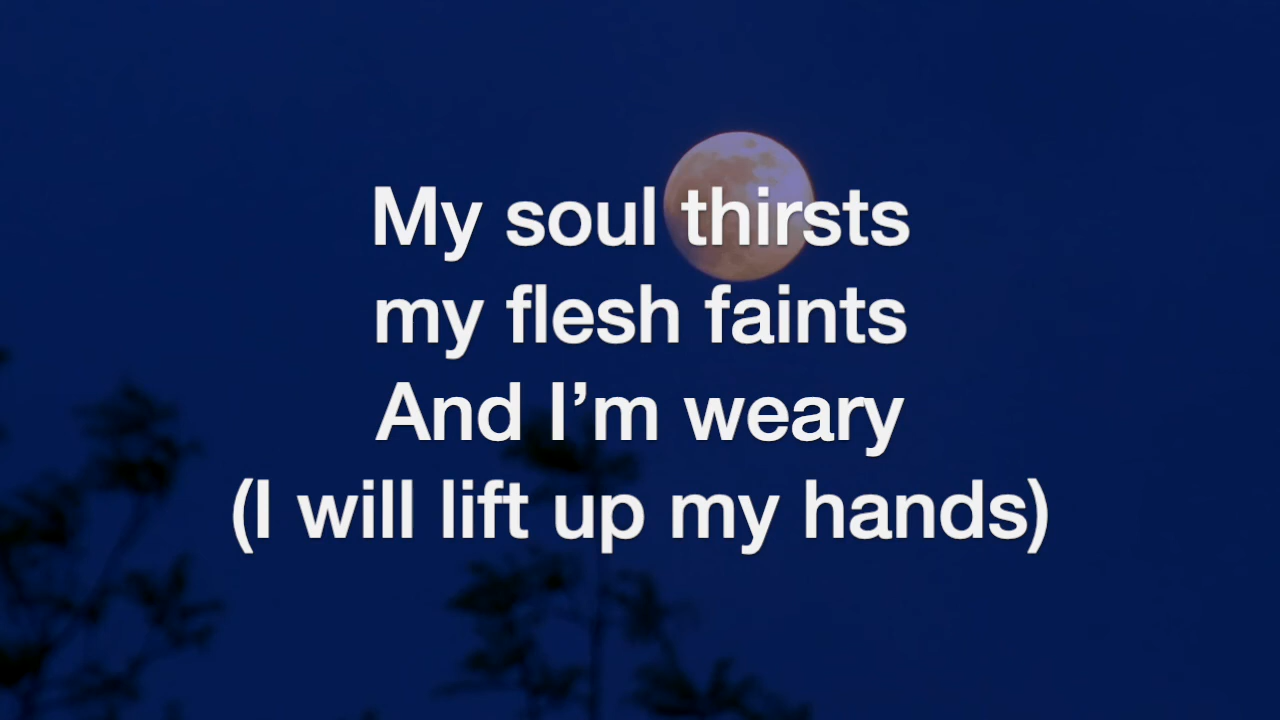 My soul thirsts
my flesh faints
And I’m weary
(I will lift up my hands)